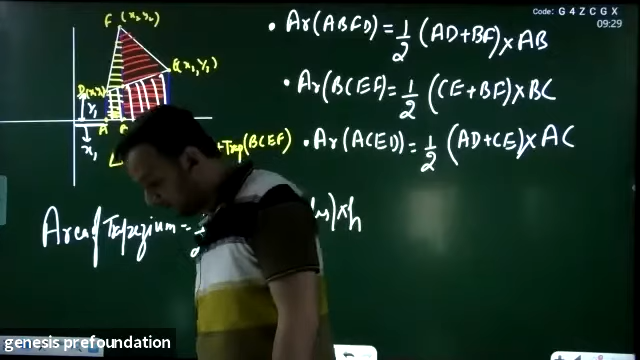 Code: G 4 Z C G X
09:29
F (x₂, y₂)
E(x₃, y₃)
D(x₁, y₁)
y₁
x₁
A B
+ Trap(BCEF)
• Ar(ABFD) = 1/2 (AD+BF) × AB
• Ar(BCEF) = 1/2 (CE+BF) × BC
• Ar(ACED) = 1/2 (AD+CE) × AC
Area of Trapezium =
) × h
genesis prefoundation